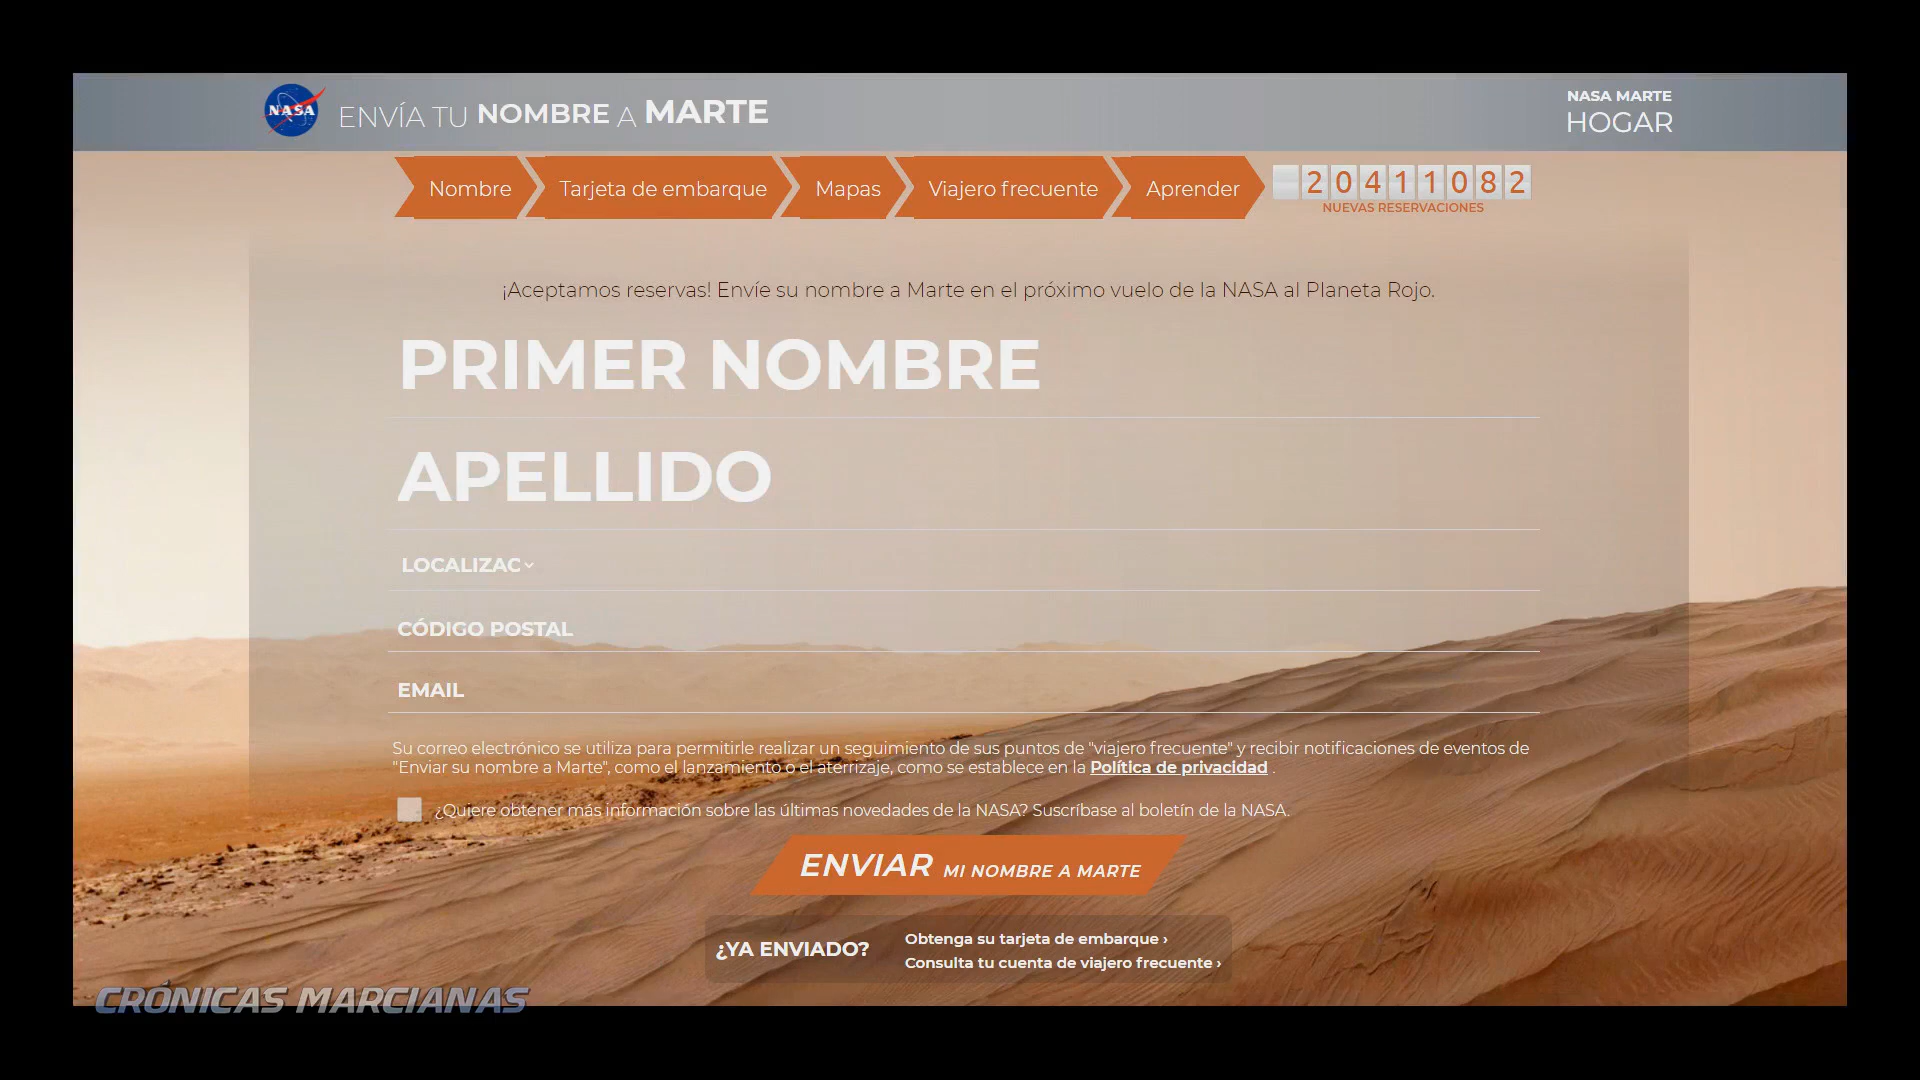 NASA
ENVÍA TU NOMBRE A MARTE
NASA MARTE
HOGAR
Nombre
Tarjeta de embarque
Mapas
Viajero frecuente
Aprender
20411082
NUEVAS RESERVACIONES
¡Aceptamos reservas! Envíe su nombre a Marte en el próximo vuelo de la NASA al Planeta Rojo.
PRIMER NOMBRE
APELLIDO
LOCALIZAC
CÓDIGO POSTAL
EMAIL
Su correo electrónico se utiliza para permitirle realizar un seguimiento de sus puntos de "viajero frecuente" y recibir notificaciones de eventos de
"Enviar su nombre a Marte", como el lanzamiento o el aterrizaje, como se establece en la Política de privacidad .
¿Quiere obtener más información sobre las últimas novedades de la NASA? Suscríbase al boletín de la NASA.
ENVIAR MI NOMBRE A MARTE
¿YA ENVIADO?
Obtenga su tarjeta de embarque ›
Consulta tu cuenta de viajero frecuente ›
CRÓNICAS MARCIANAS